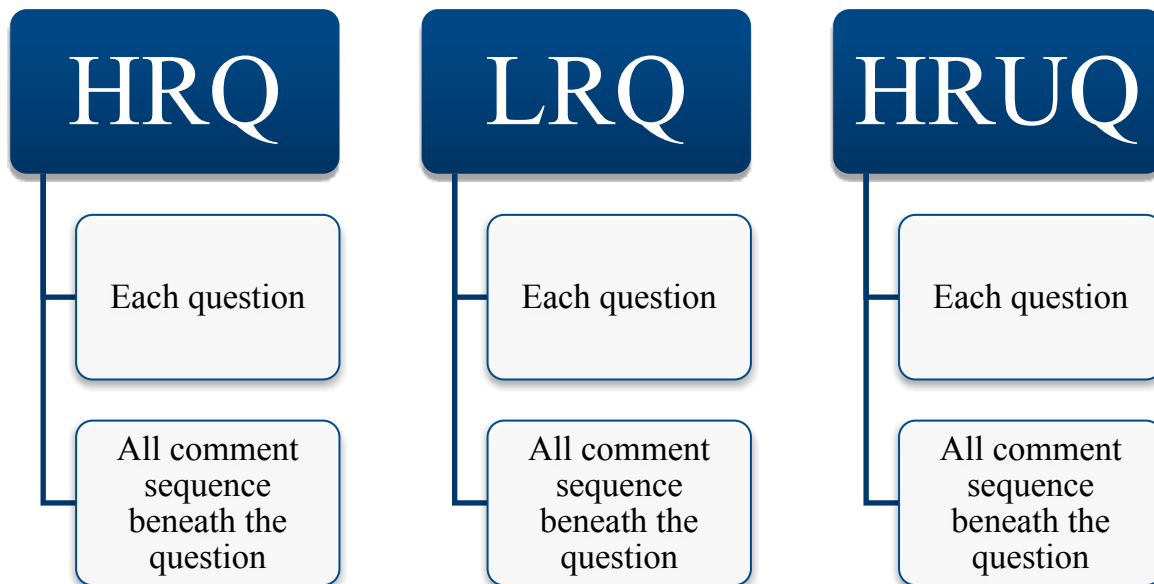 HRQ
Each question
All comment
sequence
beneath the
question
LRQ
Each question
All comment
sequence
beneath the
question
HRUQ
Each question
All comment
sequence
beneath the
question